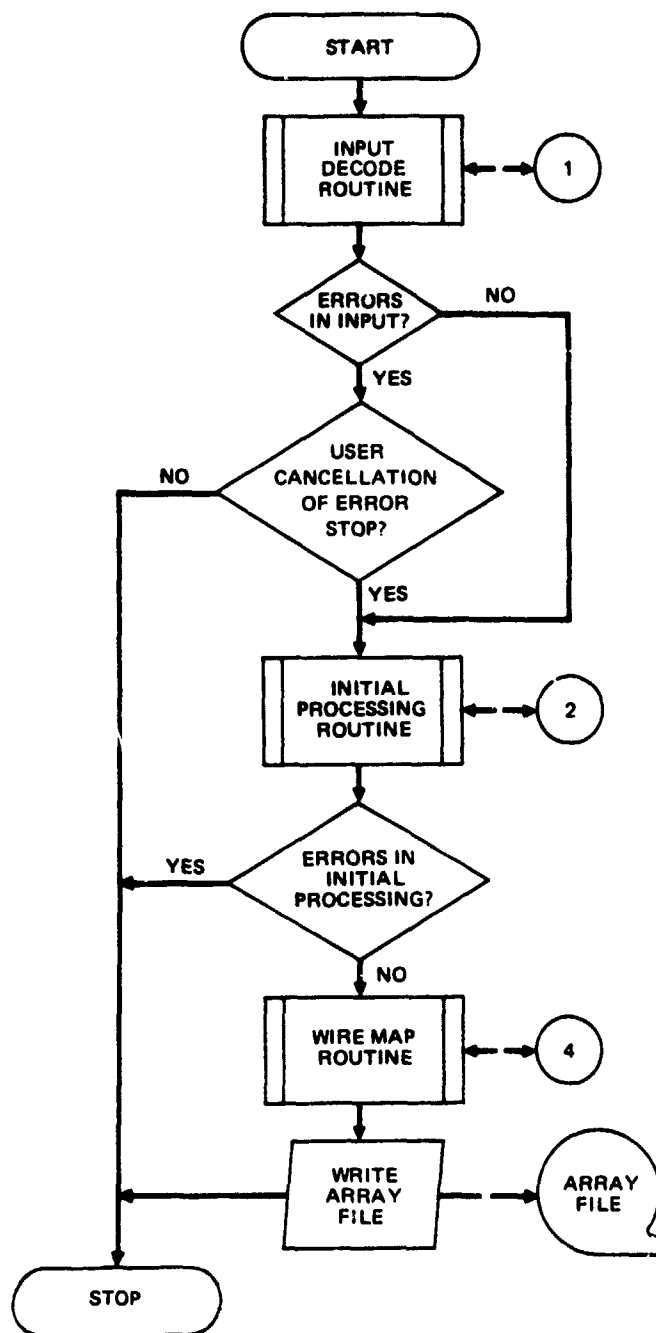 START
INPUT
DECODE
ROUTINE
1
ERRORS
IN INPUT?
NO
YES
USER
CANCELLATION
OF ERROR
STOP?
NO
YES
INITIAL
PROCESSING
ROUTINE
2
ERRORS IN
INITIAL
PROCESSING?
YES
NO
WIRE MAP
ROUTINE
4
WRITE
ARRAY
FILE
ARRAY
FILE
STOP